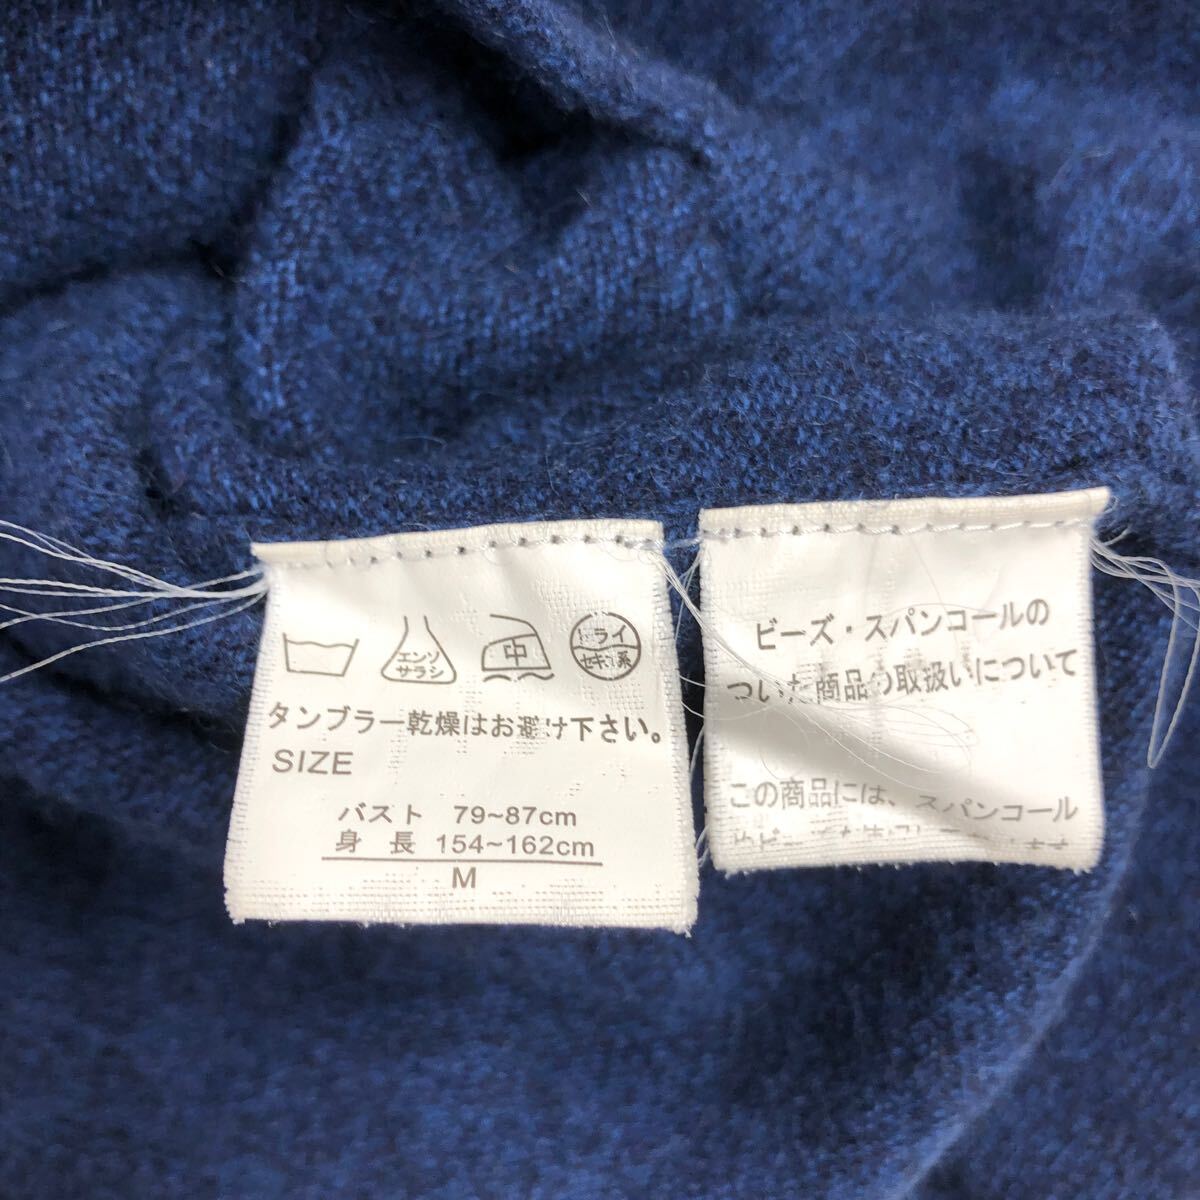 エンソ
サラシ
中
ドライ
セキユ系
タンブラー乾燥はお避け下さい。
SIZE
バスト 79~87cm
身長 154~162cm
M
ビーズ・スパンコールの
ついた商品の取扱いについて
この商品には、スパンコール